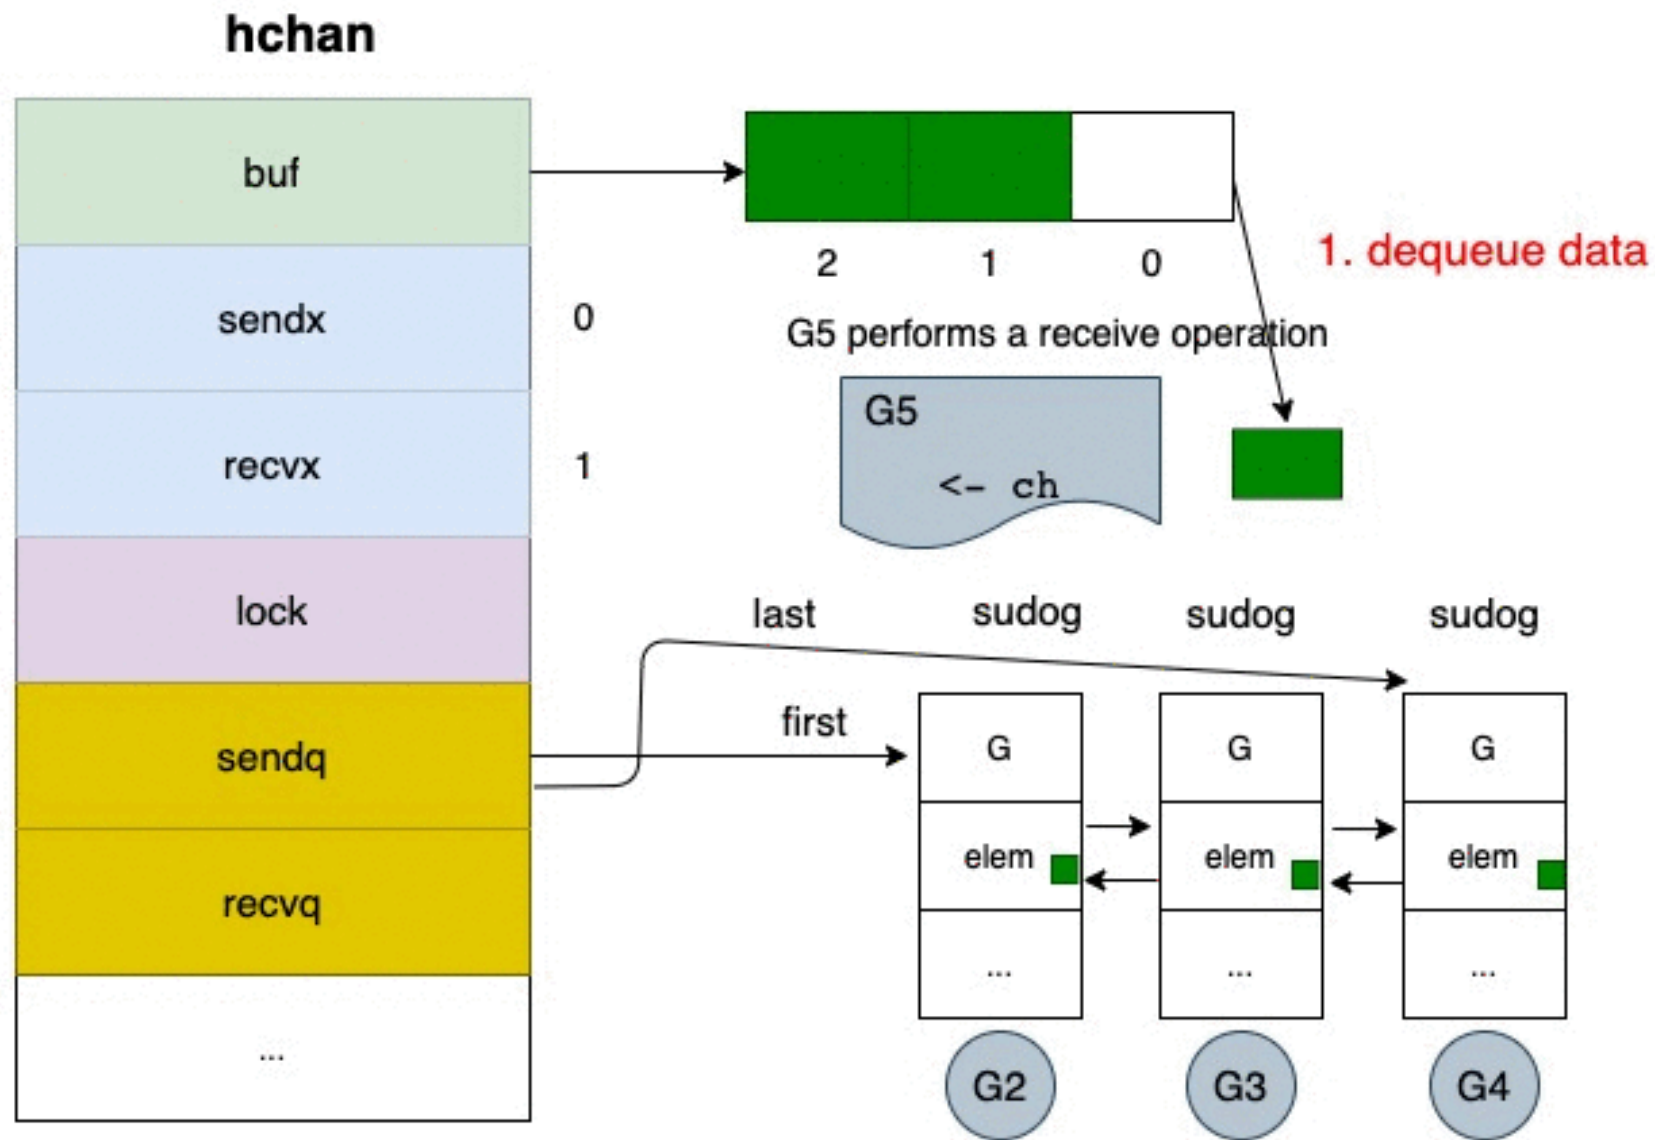 hchan
buf
sendx
0
recvx
1
lock
sendq
recvq
...
2 1 0
1. dequeue data
G5 performs a receive operation
G5
<- ch
last
first
sudog sudog sudog
G G G
elem elem elem
... ... ...
G2 G3 G4